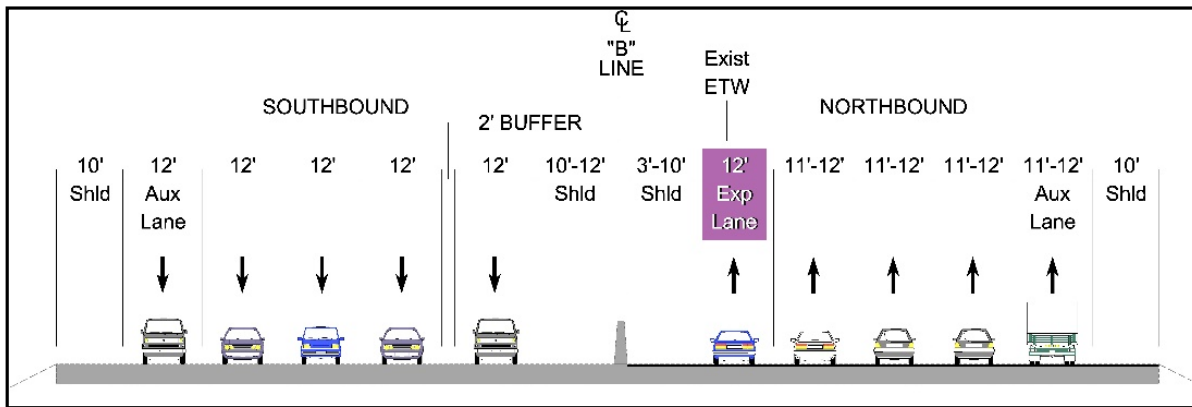 ℄
"B"
LINE
Exist
ETW
SOUTHBOUND
NORTHBOUND
2' BUFFER
10'
Shld
12'
Aux
Lane
12'
12'
12'
12'
10'-12'
Shld
3'-10'
Shld
12'
Exp
Lane
11'-12'
11'-12'
11'-12'
11'-12'
Aux
Lane
10'
Shld